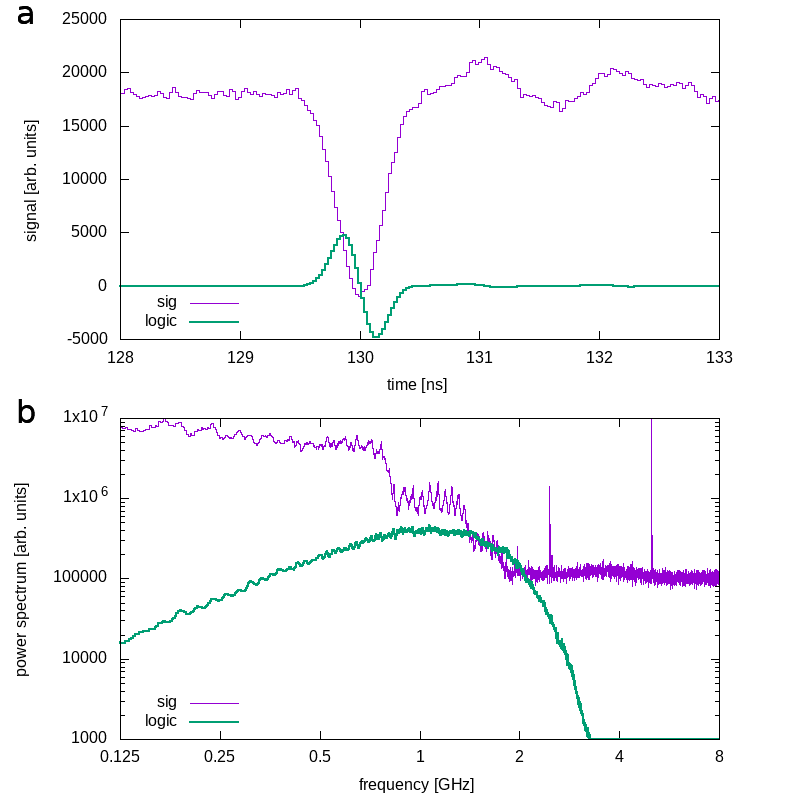 a
25000
20000
15000
10000
5000
0
-5000
signal [arb. units]
sig
logic
128 129 130 131 132 133
time [ns]
b
1x10^7
1x10^6
100000
10000
1000
power spectrum [arb. units]
sig
logic
0.125 0.25 0.5 1 2 4 8
frequency [GHz]